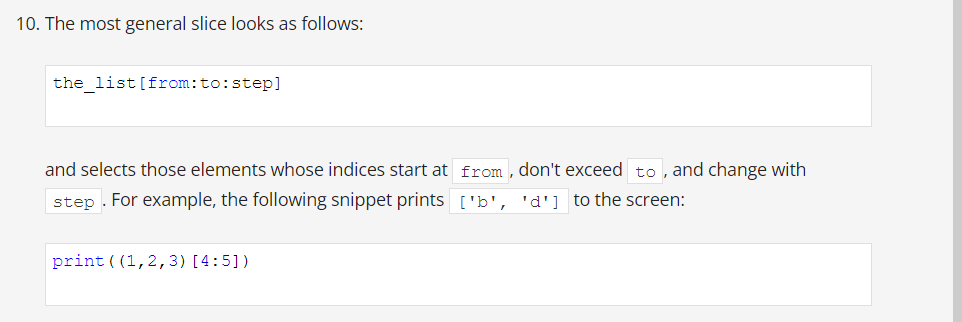 10. The most general slice looks as follows:
the_list[from:to:step]
and selects those elements whose indices start at from , don't exceed to , and change with
step . For example, the following snippet prints ['b', 'd'] to the screen:
print((1,2,3)[4:5])